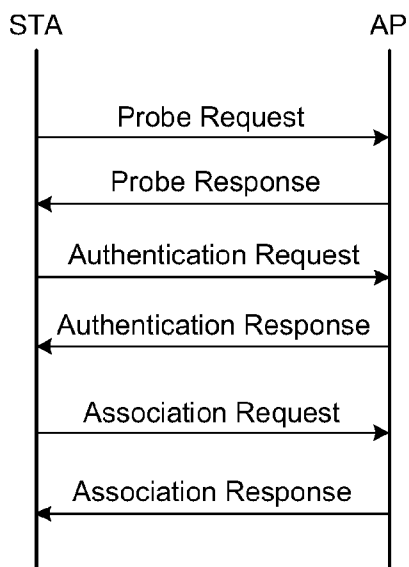 STA AP
Probe Request
Probe Response
Authentication Request
Authentication Response
Association Request
Association Response